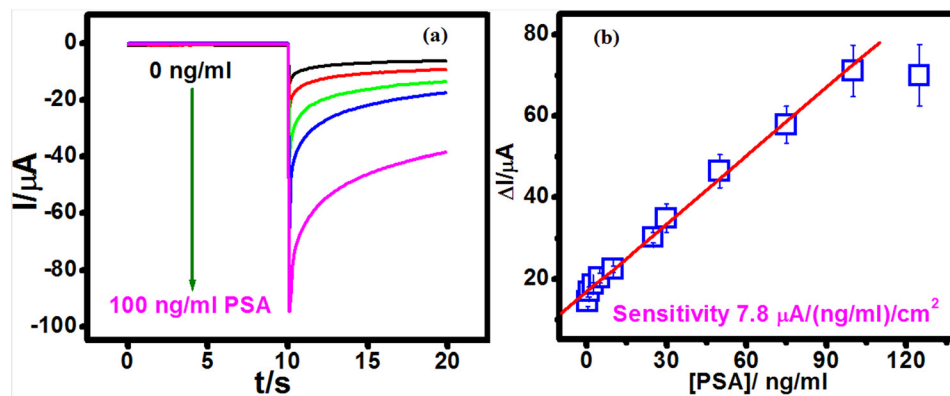 (a)
0
-20
-40
-60
-80
-100
I/µA
0 ng/ml
100 ng/ml PSA
0
5
10
15
20
t/s
(b)
80
60
40
20
ΔI/µA
Sensitivity 7.8 µA/(ng/ml)/cm²
0
30
60
90
120
[PSA]/ ng/ml